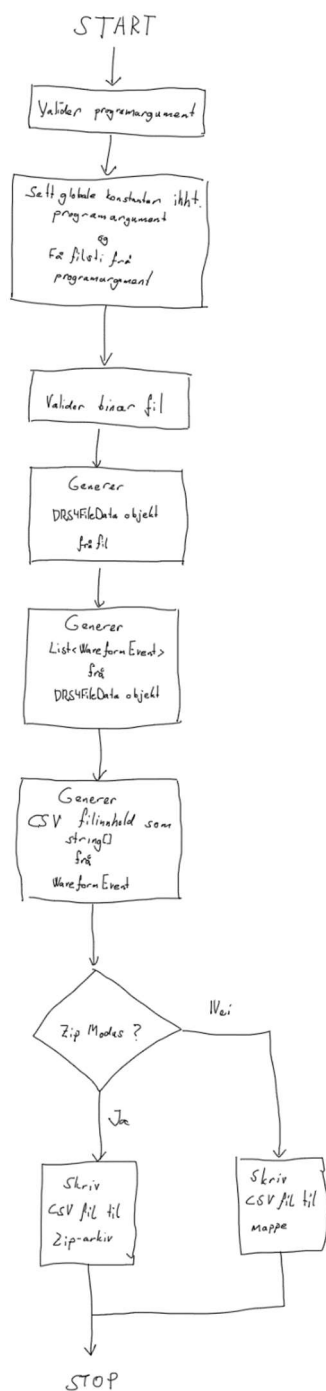 START
Valider programargument
Sett globale konstantar ihht.
programargument
og
Få filsti frå
programargument
Valider binær fil
Generer
DRS4FileData objekt
frå fil
Generer
List<WaveformEvent>
frå
DRS4FileData objekt
Generer
CSV filinnhold som
string[]
frå
WaveformEvent
Zip Modus ?
Nei
Ja
Skriv
CSV fil til
Zip-arkiv
Skriv
CSV fil til
mappe
STOP